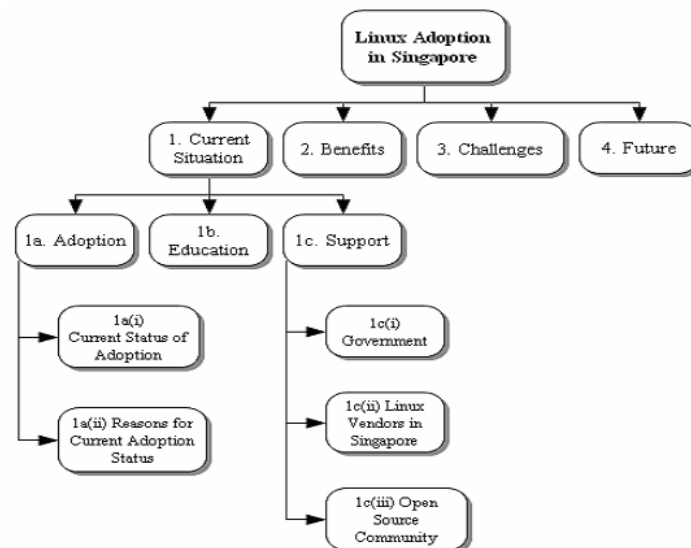 Linux Adoption
in Singapore
1. Current
Situation
2. Benefits
3. Challenges
4. Future
1a. Adoption
1b.
Education
1c. Support
1a(i)
Current Status of
Adoption
1a(ii) Reasons for
Current Adoption
Status
1c(i)
Government
1c(ii) Linux
Vendors in
Singapore
1c(iii) Open
Source
Community